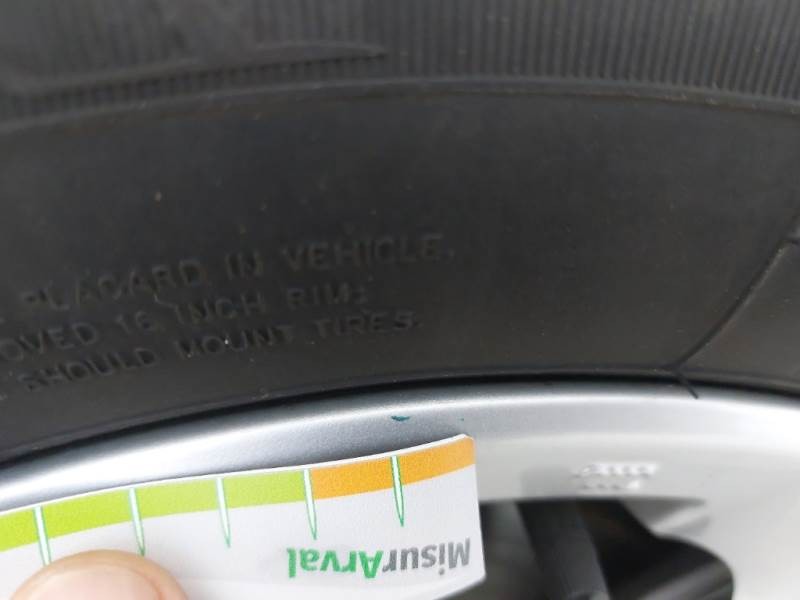 PLACARD IN VEHICLE.
16 INCH RIMS
SHOULD MOUNT TIRES.
MisurArval